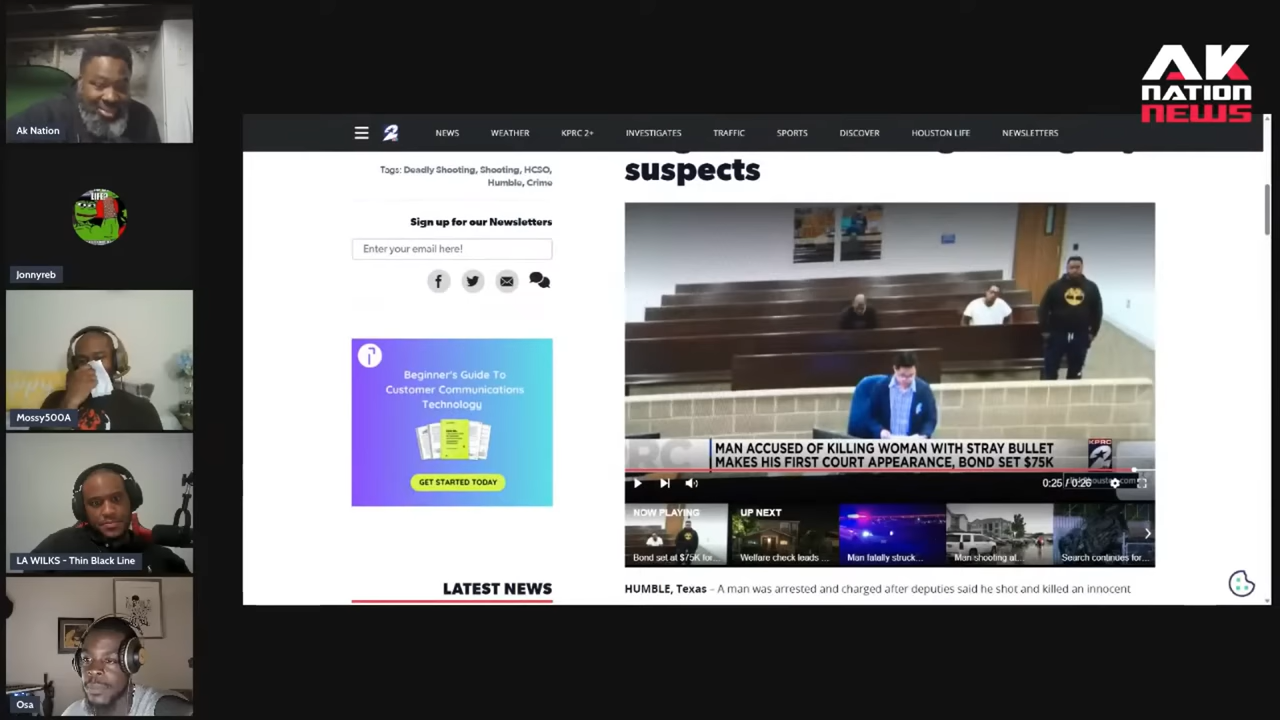 Ak Nation
Jonnyreb
Mossy500A
LA WILKS - Thin Black Line
Osa
AK
NATION
NEWS
2
NEWS
WEATHER
KPRC 2+
INVESTIGATES
TRAFFIC
SPORTS
DISCOVER
HOUSTON LIFE
NEWSLETTERS
Tags: Deadly Shooting, Shooting, HCSO,
Humble, Crime
Sign up for our Newsletters
Enter your email here!
Beginner's Guide To
Customer Communications
Technology
GET STARTED TODAY
LATEST NEWS
suspects
MAN ACCUSED OF KILLING WOMAN WITH STRAY BULLET
MAKES HIS FIRST COURT APPEARANCE, BOND SET $75K
KPRC
2
0:25 / 0:26
NOW PLAYING
Bond set at $75K for...
UP NEXT
Welfare check leads...
Man fatally struck...
Man shooting at...
Search continues for...
HUMBLE, Texas – A man was arrested and charged after deputies said he shot and killed an innocent